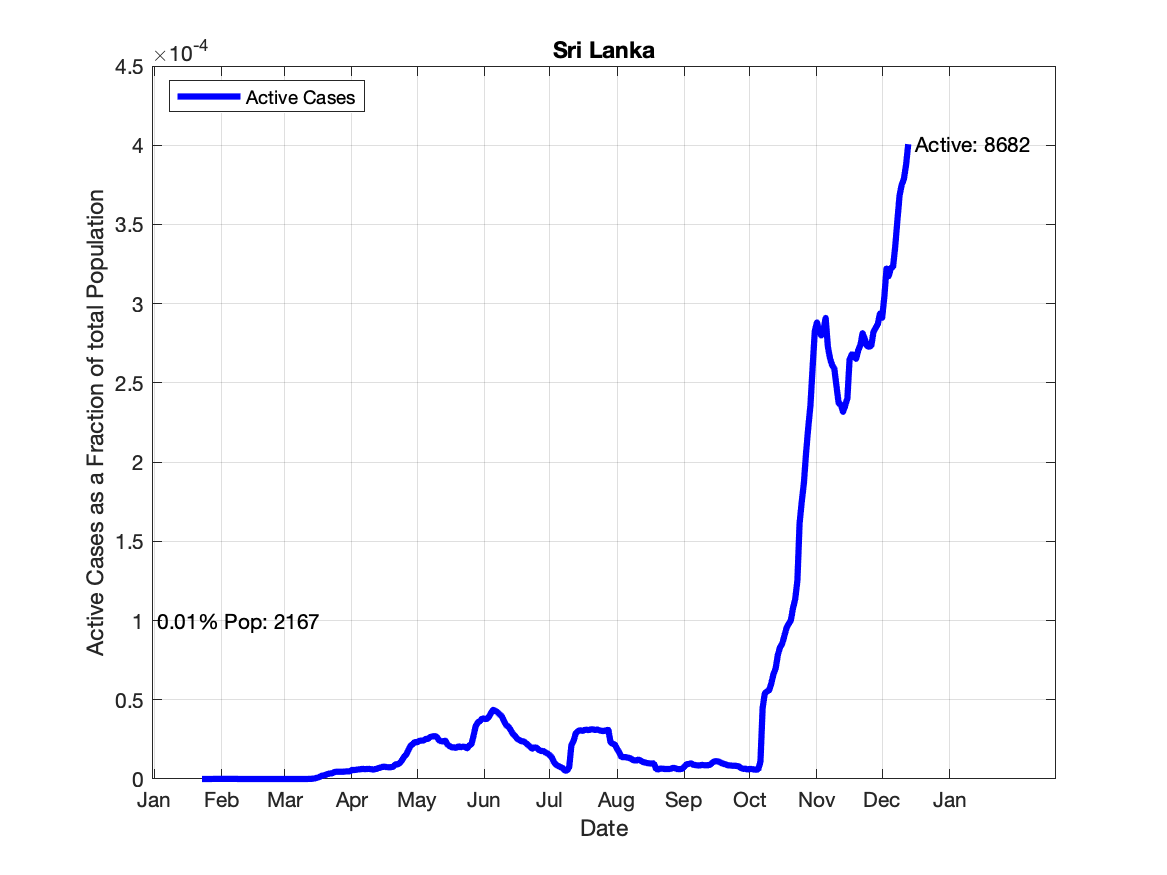 Sri Lanka
×10-4
Active Cases
4.5
4
3.5
3
2.5
2
1.5
1
0.5
0
Active: 8682
0.01% Pop: 2167
Active Cases as a Fraction of total Population
Jan Feb Mar Apr May Jun Jul Aug Sep Oct Nov Dec Jan
Date